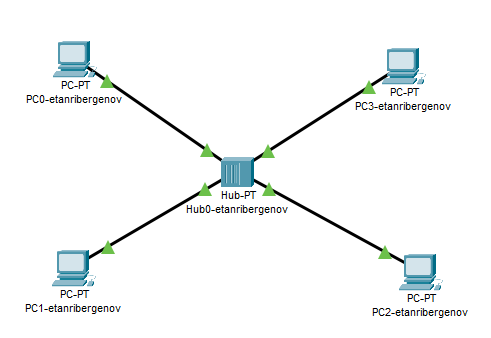 PC-PT
PC0-etanribergenov
PC-PT
PC3-etanribergenov
Hub-PT
Hub0-etanribergenov
PC-PT
PC1-etanribergenov
PC-PT
PC2-etanribergenov